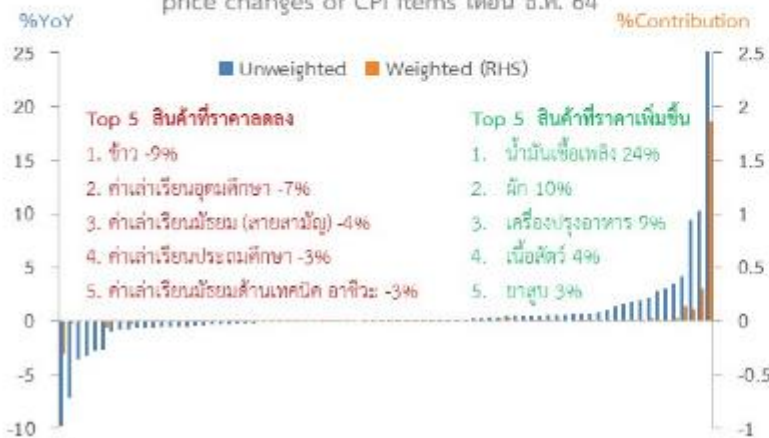 price changes of CPI items เดือน ธ.ค. 64
%YoY
%Contribution
Unweighted Weighted (RHS)
Top 5 สินค้าที่ราคาลดลง
1. ข้าว -9%
2. ค่าเล่าเรียนอุดมศึกษา -7%
3. ค่าเล่าเรียนมัธยม (สายสามัญ) -4%
4. ค่าเล่าเรียนประถมศึกษา -3%
5. ค่าเล่าเรียนมัธยมด้านเทคนิค อาชีวะ -3%
Top 5 สินค้าที่ราคาเพิ่มขึ้น
1. น้ำมันเชื้อเพลิง 24%
2. ผัก 10%
3. เครื่องปรุงอาหาร 9%
4. เนื้อสัตว์ 4%
5. ยาสูบ 3%
25
20
15
10
5
0
-5
-10
2.5
2
1.5
1
0.5
0
-0.5
-1